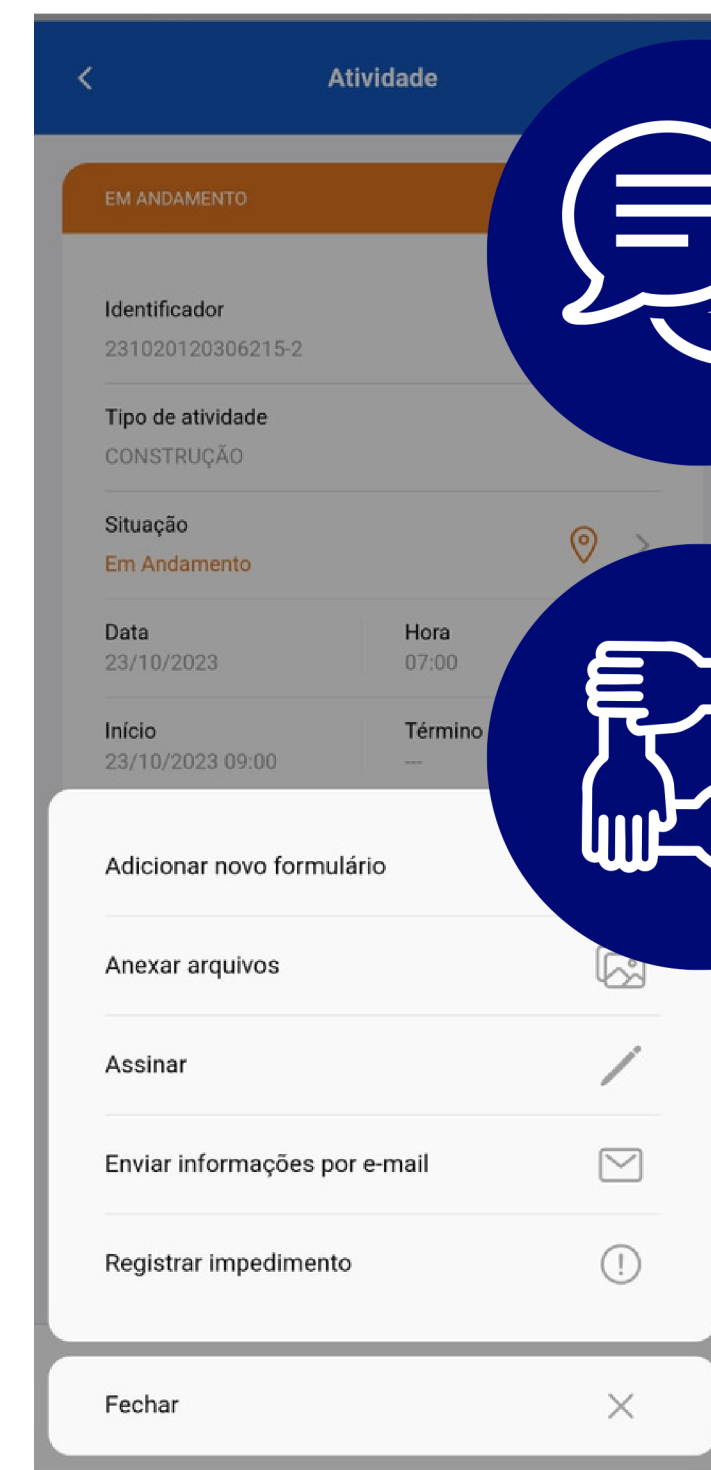 Atividade
EM ANDAMENTO
Identificador
231020120306215-2
Tipo de atividade
CONSTRUÇÃO
Situação
Em Andamento
Data
Hora
23/10/2023
07:00
Início
Término
23/10/2023 09:00
---
Adicionar novo formulário
Anexar arquivos
Assinar
Enviar informações por e-mail
Registrar impedimento
Fechar